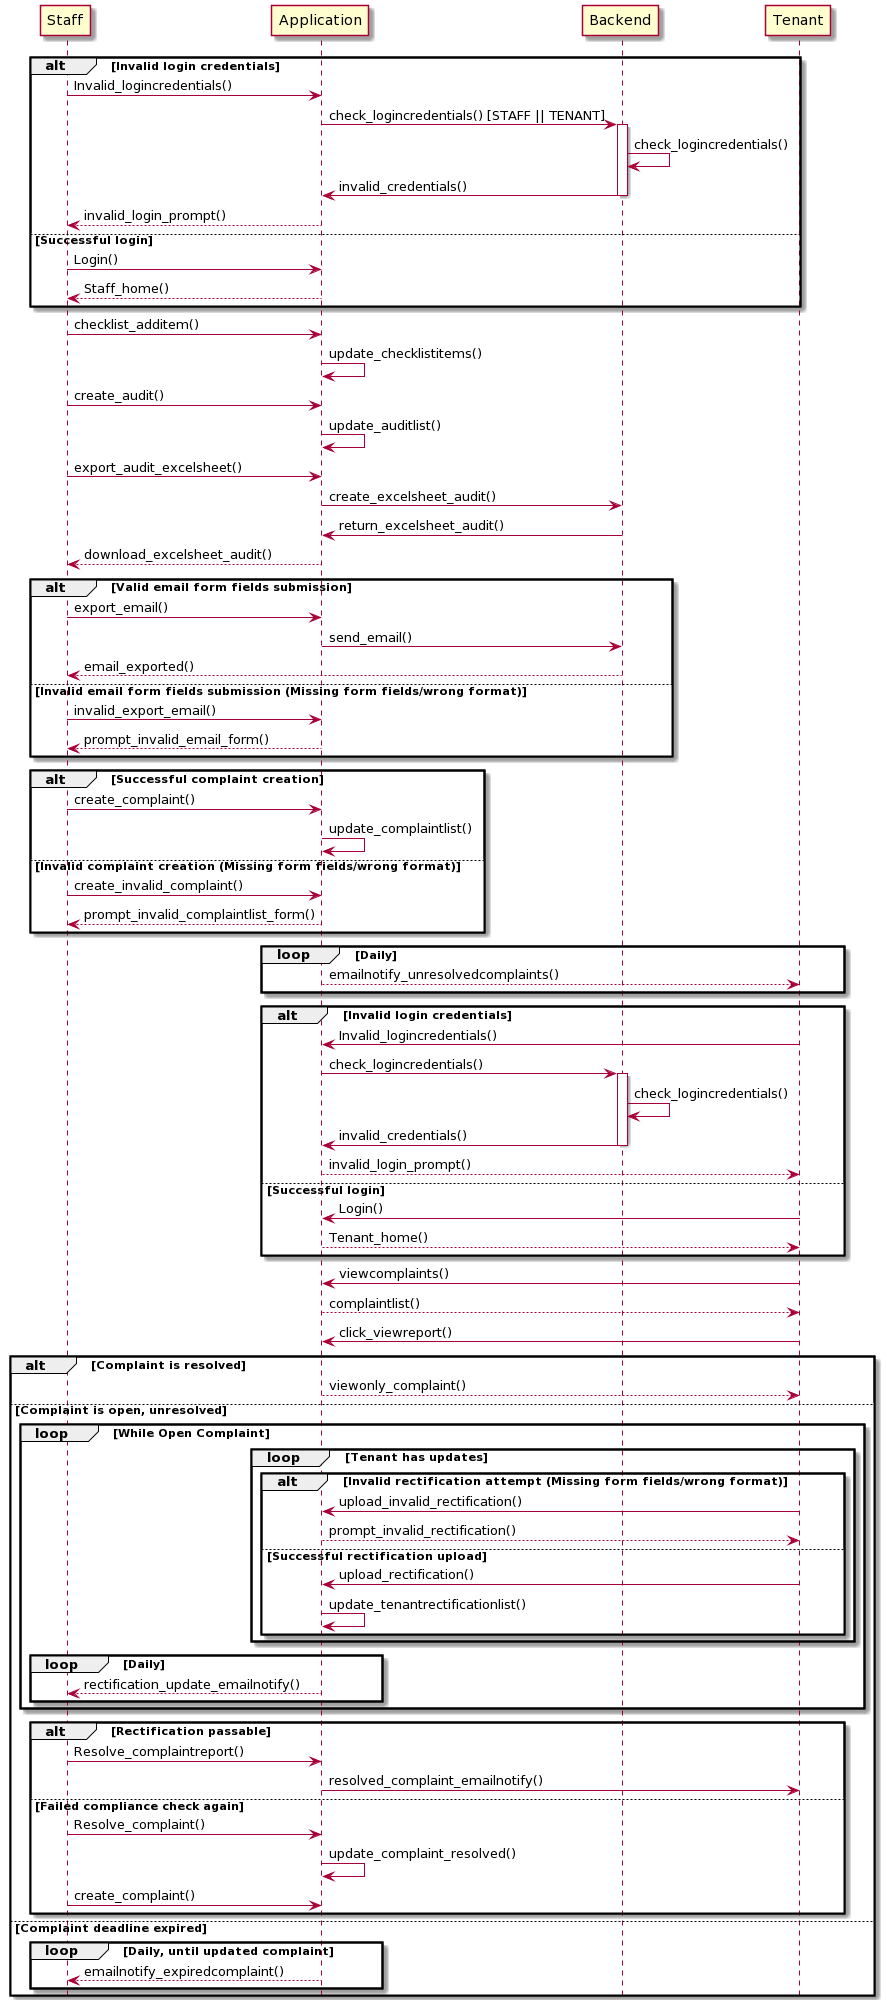 Staff Application Backend Tenant
alt [Invalid login credentials]
Invalid_logincredentials()
check_logincredentials() [STAFF || TENANT]
check_logincredentials()
invalid_credentials()
invalid_login_prompt()
[Successful login]
Login()
Staff_home()
checklist_additem()
update_checklistitems()
create_audit()
update_auditlist()
export_audit_excelsheet()
create_excelsheet_audit()
return_excelsheet_audit()
download_excelsheet_audit()
alt [Valid email form fields submission]
export_email()
send_email()
email_exported()
[Invalid email form fields submission (Missing form fields/wrong format)]
invalid_export_email()
prompt_invalid_email_form()
alt [Successful complaint creation]
create_complaint()
update_complaintlist()
[Invalid complaint creation (Missing form fields/wrong format)]
create_invalid_complaint()
prompt_invalid_complaintlist_form()
loop [Daily]
emailnotify_unresolvedcomplaints()
alt [Invalid login credentials]
Invalid_logincredentials()
check_logincredentials()
check_logincredentials()
invalid_credentials()
invalid_login_prompt()
[Successful login]
Login()
Tenant_home()
viewcomplaints()
complaintlist()
click_viewreport()
alt [Complaint is resolved]
viewonly_complaint()
[Complaint is open, unresolved]
loop [While Open Complaint]
loop [Tenant has updates]
alt [Invalid rectification attempt (Missing form fields/wrong format)]
upload_invalid_rectification()
prompt_invalid_rectification()
[Successful rectification upload]
upload_rectification()
update_tenantrectificationlist()
loop [Daily]
rectification_update_emailnotify()
alt [Rectification passable]
Resolve_complaintreport()
resolved_complaint_emailnotify()
[Failed compliance check again]
Resolve_complaint()
update_complaint_resolved()
create_complaint()
[Complaint deadline expired]
loop [Daily, until updated complaint]
emailnotify_expiredcomplaint()